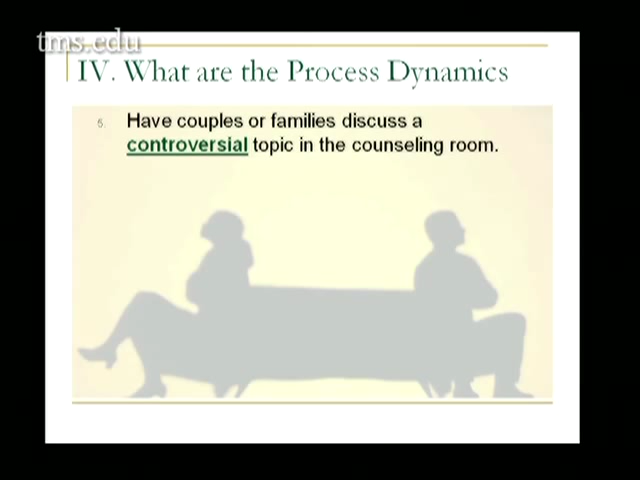 tms.edu
IV. What are the Process Dynamics
5. Have couples or families discuss a
controversial topic in the counseling room.